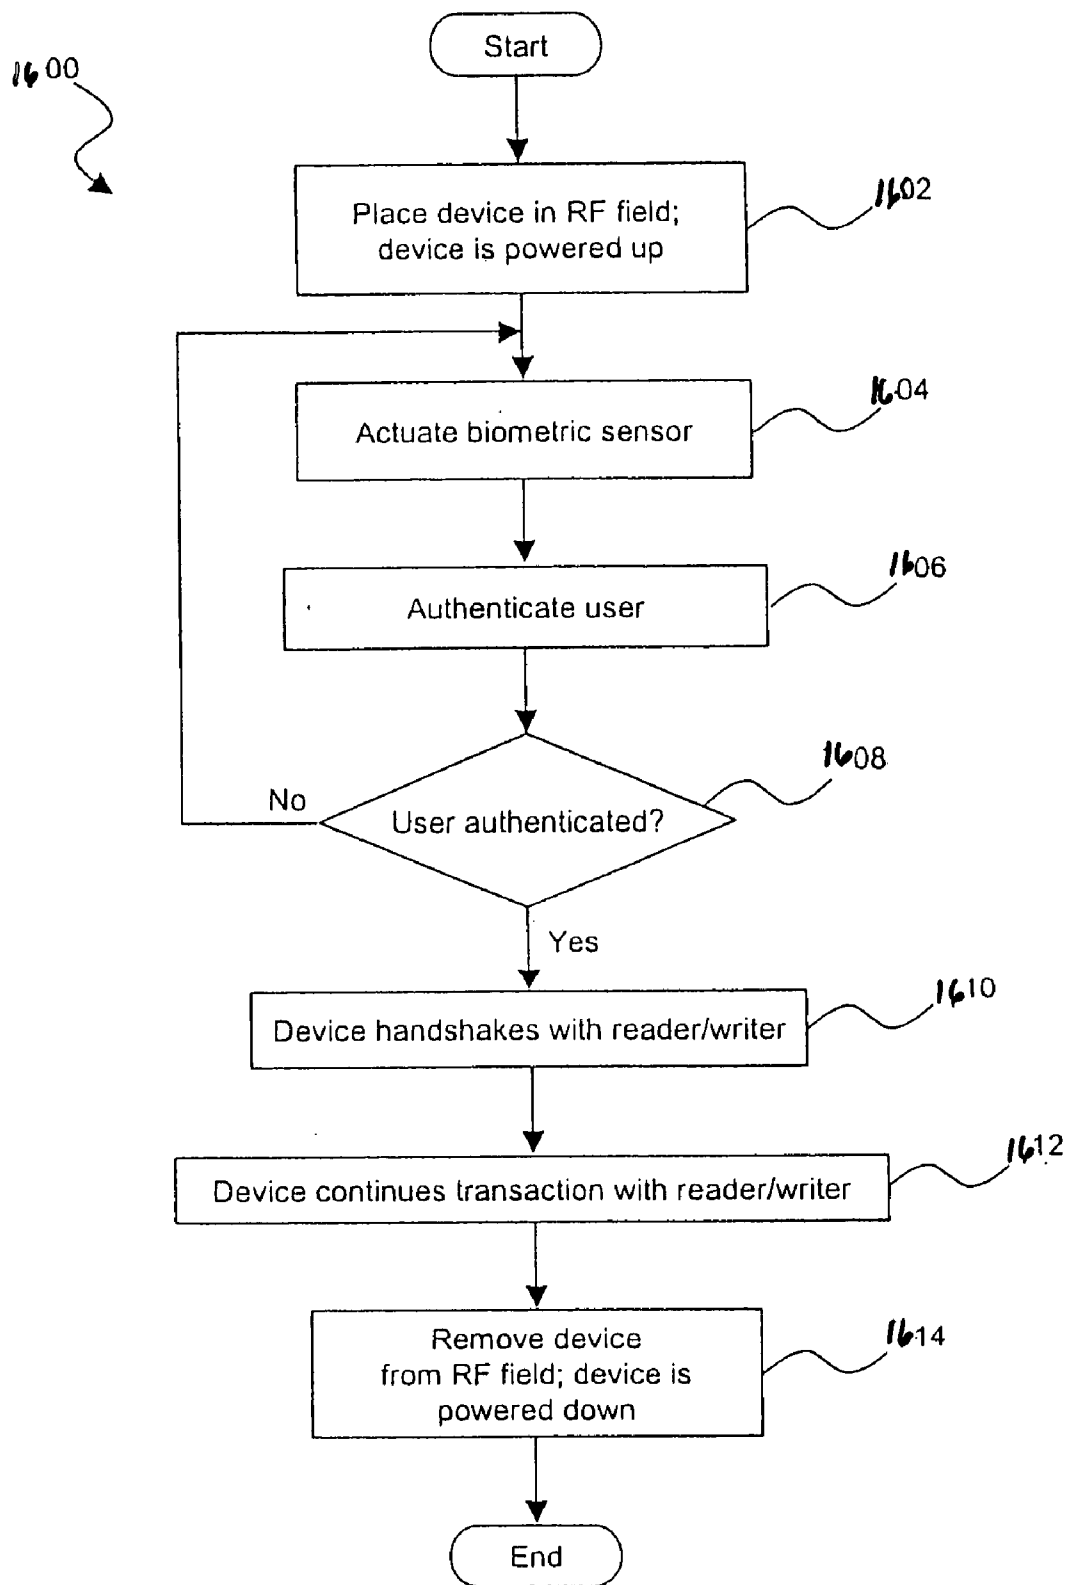 Start
1600
Place device in RF field;
device is powered up
1602
Actuate biometric sensor
1604
Authenticate user
1606
User authenticated?
1608
No
Yes
Device handshakes with reader/writer
1610
Device continues transaction with reader/writer
1612
Remove device
from RF field; device is
powered down
1614
End